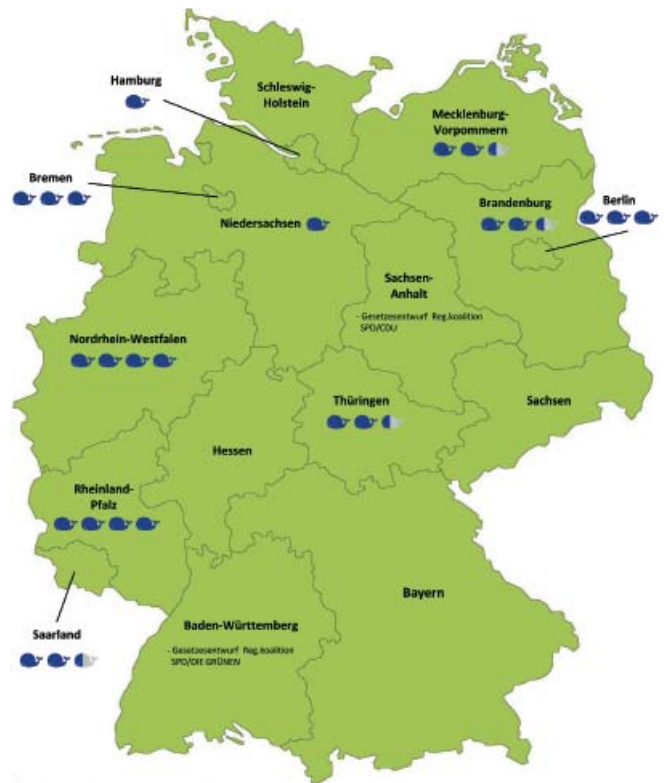 Hamburg
Schleswig-
Holstein
Mecklenburg-
Vorpommern
Bremen
Niedersachsen
Brandenburg
Berlin
Sachsen-
Anhalt
- Gesetzesentwurf Reg.koalition
SPD/CDU
Nordrhein-Westfalen
Thüringen
Sachsen
Hessen
Rheinland-
Pfalz
Bayern
Saarland
Baden-Württemberg
- Gesetzesentwurf Reg.koalition
SPD/DIE GRÜNEN